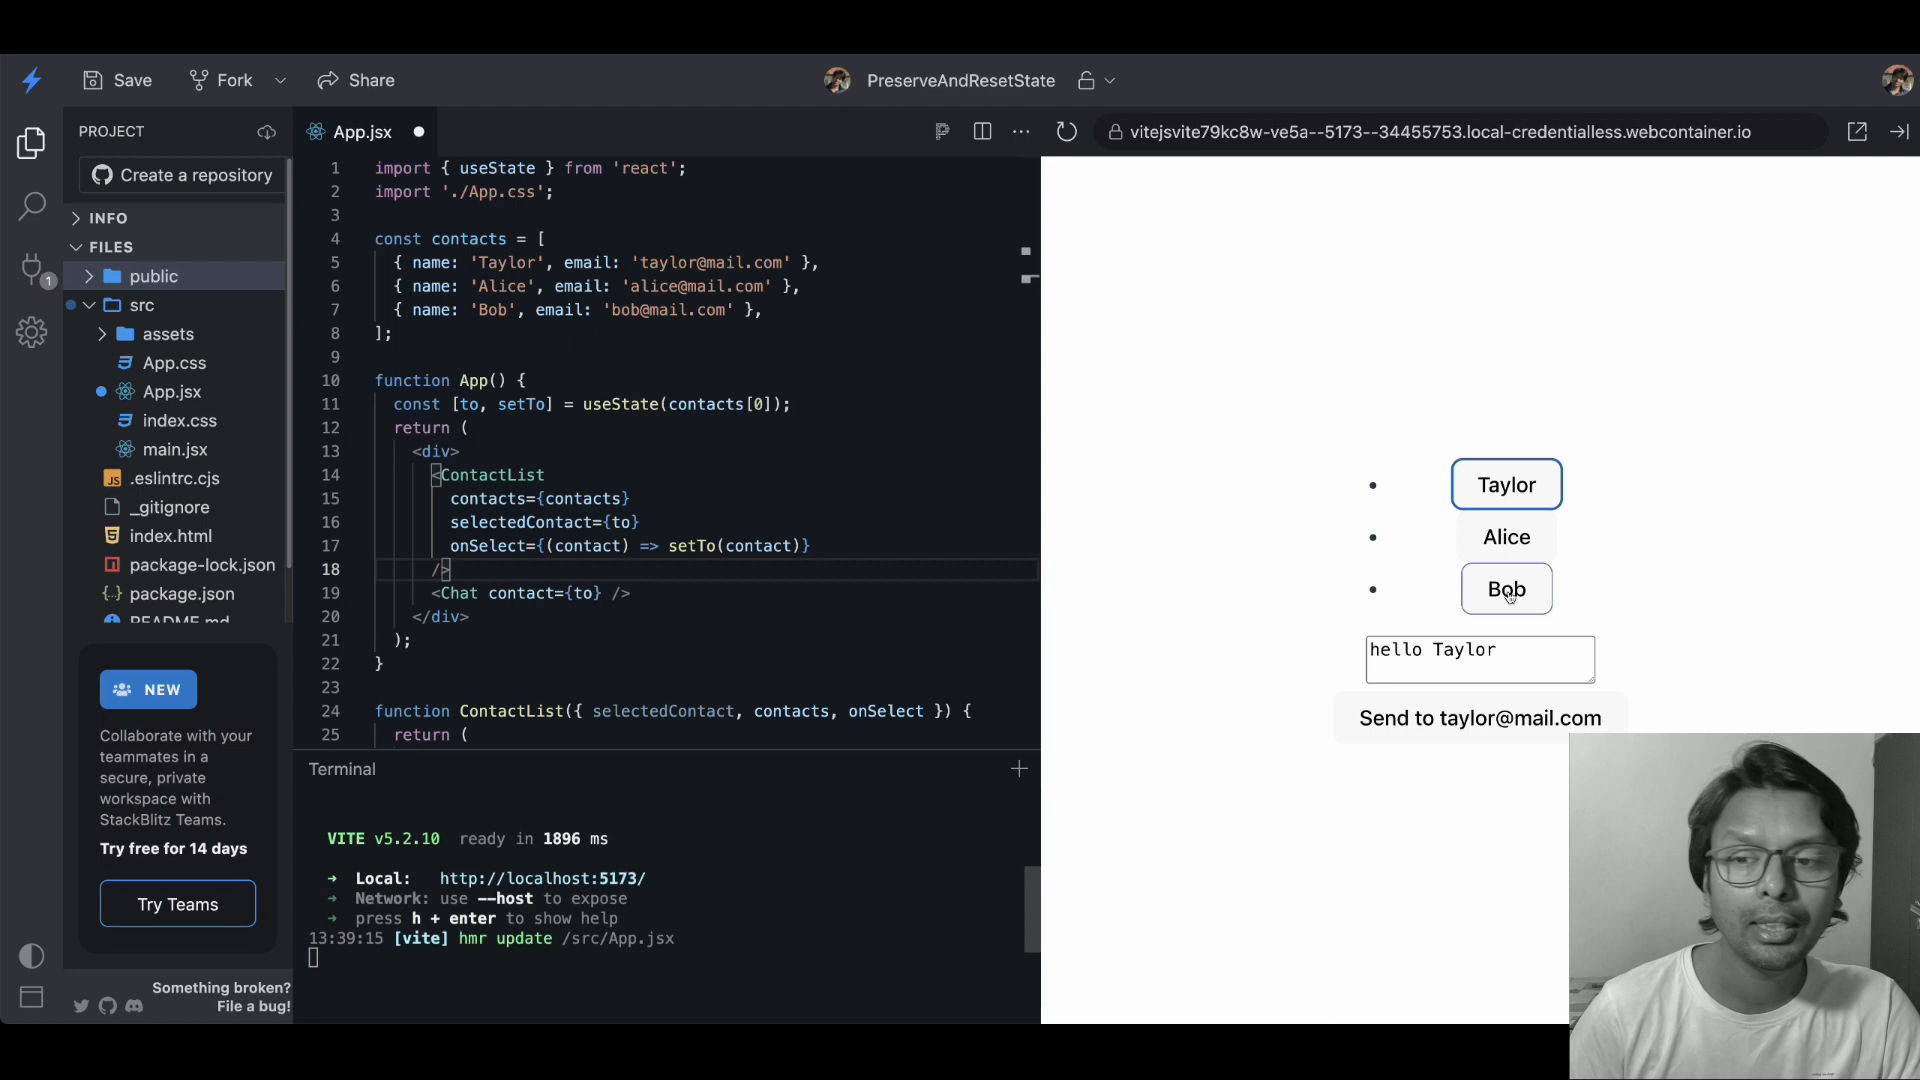 Save
Fork
Share
PreserveAndResetState
PROJECT
App.jsx
vitejsvite79kc8w-ve5a--5173--34455753.local-credentialless.webcontainer.io
Create a repository
INFO
FILES
public
src
assets
App.css
App.jsx
index.css
main.jsx
.eslintrc.cjs
_gitignore
index.html
package-lock.json
package.json
README.md
1
NEW
Collaborate with your
teammates in a
secure, private
workspace with
StackBlitz Teams.
Try free for 14 days
Try Teams
Something broken?
File a bug!
1 import { useState } from 'react';
2 import './App.css';
3
4 const contacts = [
5 { name: 'Taylor', email: 'taylor@mail.com' },
6 { name: 'Alice', email: 'alice@mail.com' },
7 { name: 'Bob', email: 'bob@mail.com' },
8 ];
9
10 function App() {
11 const [to, setTo] = useState(contacts[0]);
12 return (
13 <div>
14 <ContactList
15 contacts={contacts}
16 selectedContact={to}
17 onSelect={(contact) => setTo(contact)}
18 />
19 <Chat contact={to} />
20 </div>
21 );
22 }
23
24 function ContactList({ selectedContact, contacts, onSelect }) {
25 return (
Terminal
VITE v5.2.10 ready in 1896 ms
➜ Local: http://localhost:5173/
➜ Network: use --host to expose
➜ press h + enter to show help
13:39:15 [vite] hmr update /src/App.jsx
• Taylor
• Alice
• Bob
hello Taylor
Send to taylor@mail.com